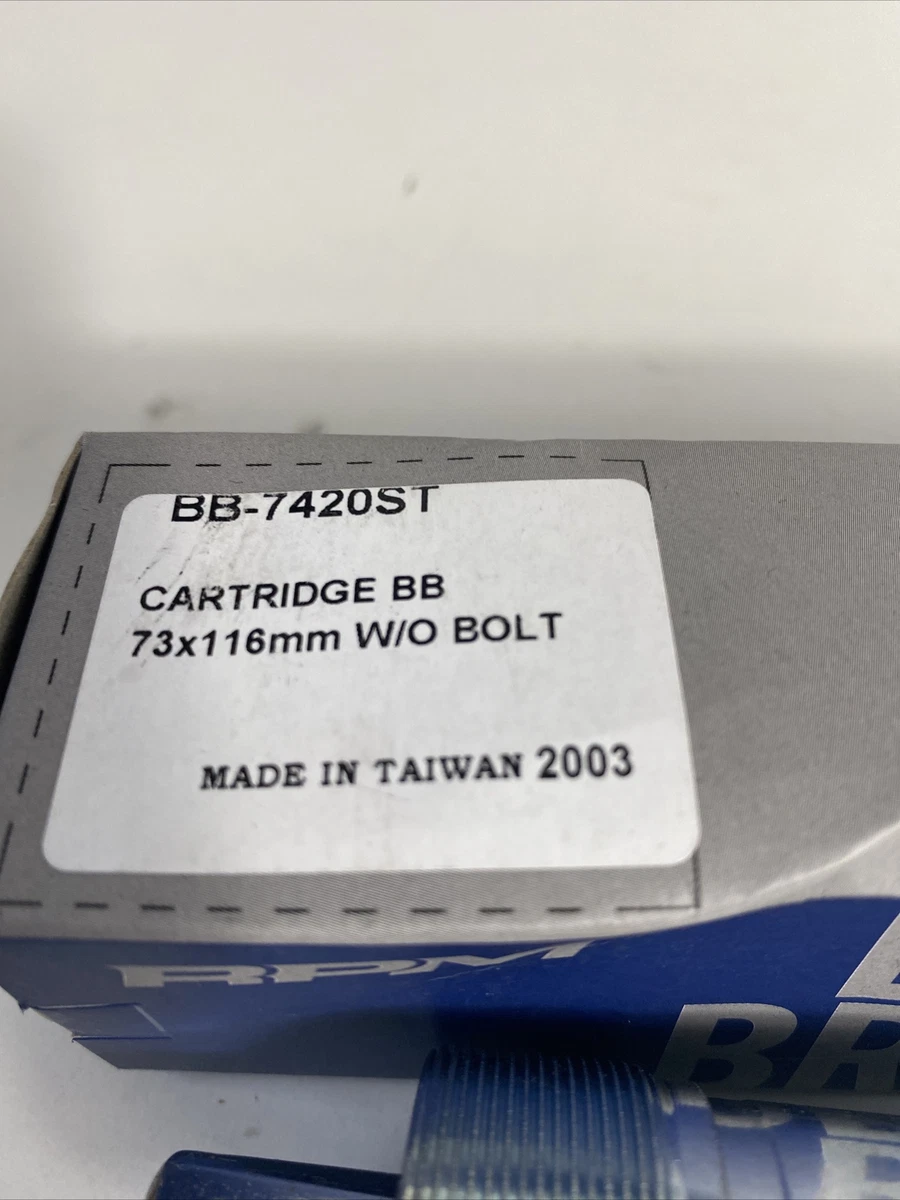 BB-7420ST
CARTRIDGE BB
73x116mm W/O BOLT
MADE IN TAIWAN 2003
RPM